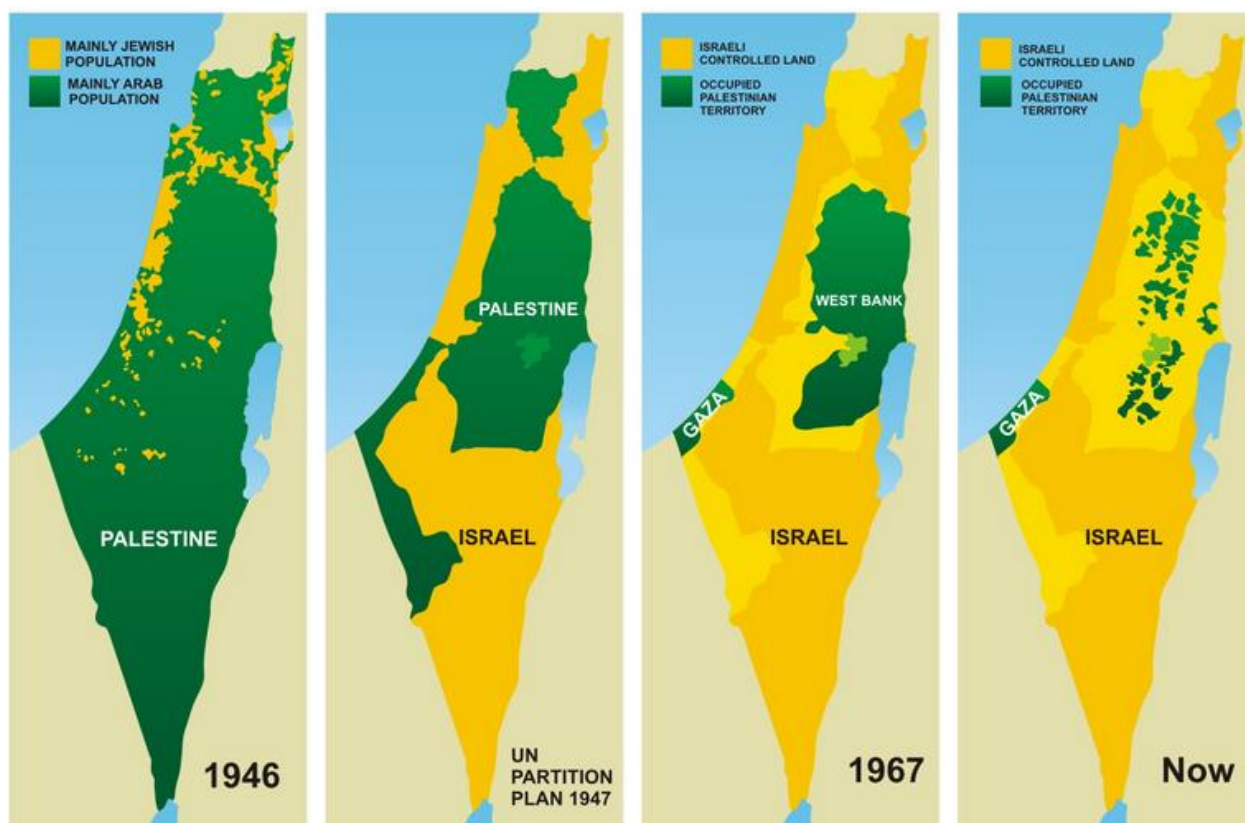 MAINLY JEWISH
POPULATION
MAINLY ARAB
POPULATION
PALESTINE
1946
PALESTINE
ISRAEL
UN
PARTITION
PLAN 1947
ISRAELI
CONTROLLED LAND
OCCUPIED
PALESTINIAN
TERRITORY
WEST BANK
GAZA
ISRAEL
1967
ISRAELI
CONTROLLED LAND
OCCUPIED
PALESTINIAN
TERRITORY
GAZA
ISRAEL
Now